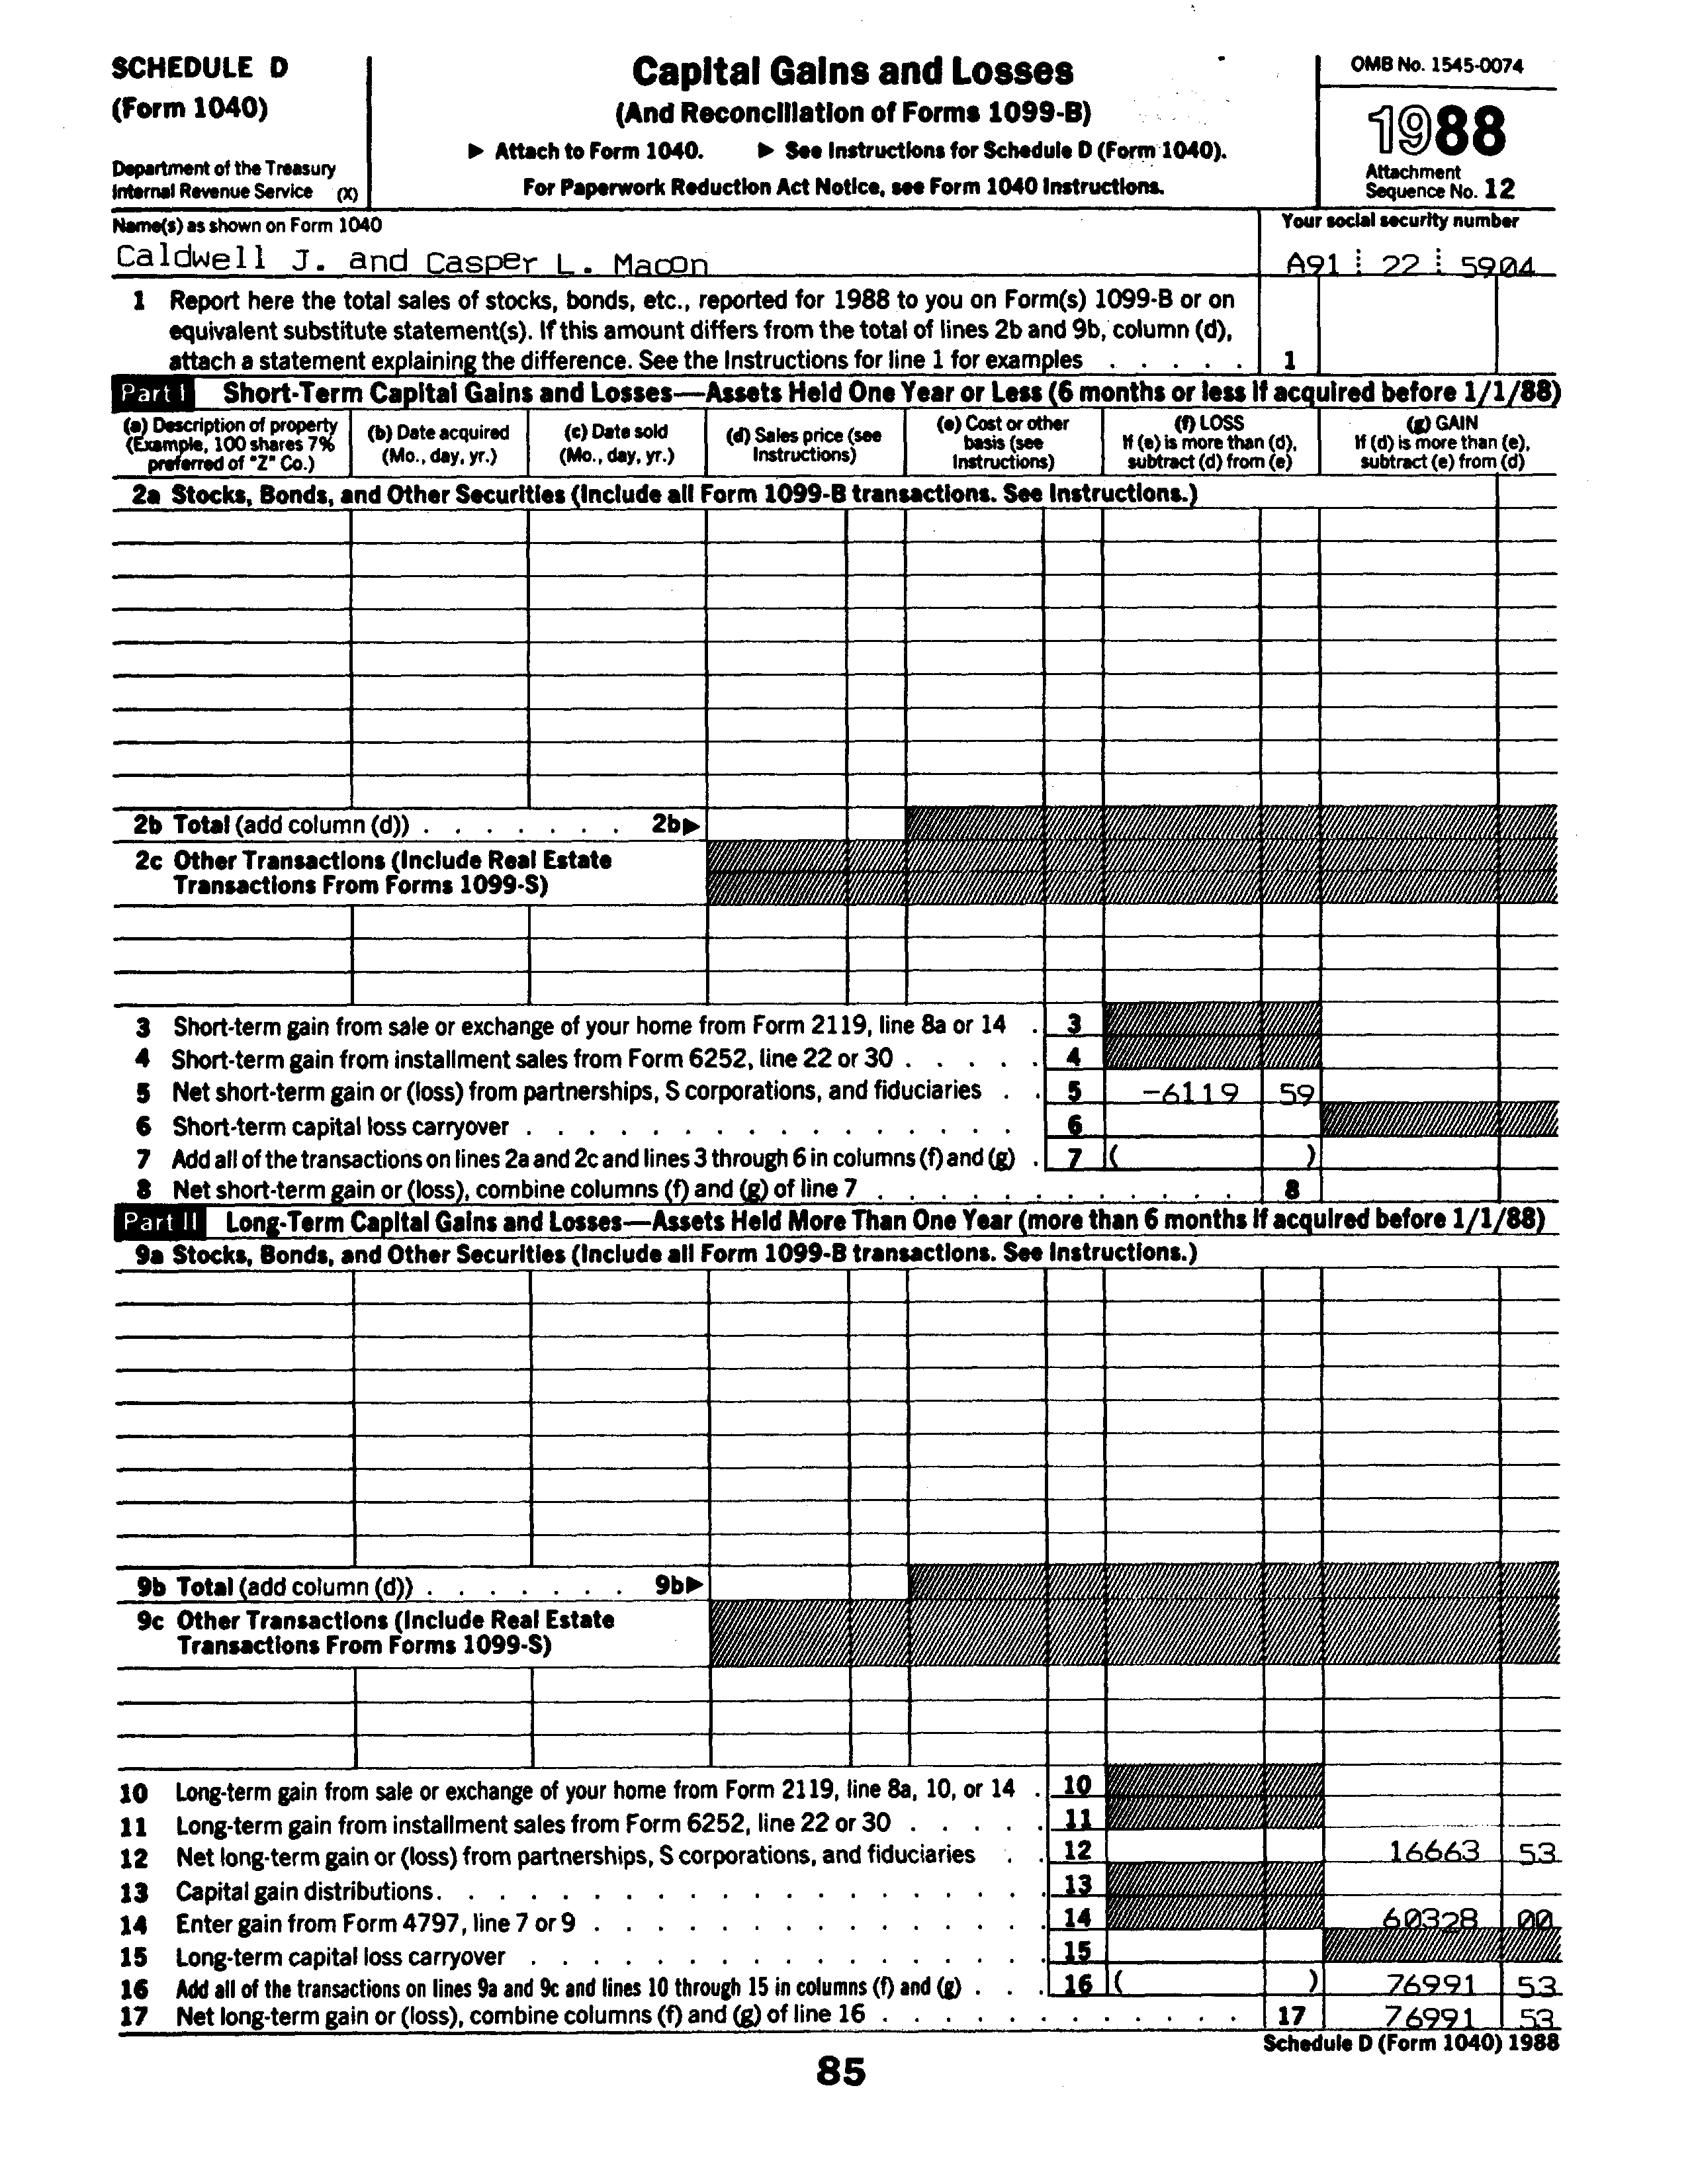 SCHEDULE D
(Form 1040)
Department of the Treasury
Internal Revenue Service (X)
Capital Gains and Losses
(And Reconciliation of Forms 1099-B)
▶ Attach to Form 1040. ▶ See Instructions for Schedule D (Form 1040).
For Paperwork Reduction Act Notice, see Form 1040 Instructions.
OMB No. 1545-0074
1988
Attachment
Sequence No. 12
Name(s) as shown on Form 1040
Caldwell J. and Casper L. Macon
Your social security number
A91 22 5904
1 Report here the total sales of stocks, bonds, etc., reported for 1988 to you on Form(s) 1099-B or on
equivalent substitute statement(s). If this amount differs from the total of lines 2b and 9b, column (d),
attach a statement explaining the difference. See the Instructions for line 1 for examples . . . . . 1
Part I Short-Term Capital Gains and Losses—Assets Held One Year or Less (6 months or less if acquired before 1/1/88)
(a) Description of property
(Example, 100 shares 7%
preferred of "Z" Co.)
(b) Date acquired
(Mo., day, yr.)
(c) Date sold
(Mo., day, yr.)
(d) Sales price (see
Instructions)
(e) Cost or other
basis (see
Instructions)
(f) LOSS
If (e) is more than (d),
subtract (d) from (e)
(g) GAIN
If (d) is more than (e),
subtract (e) from (d)
2a Stocks, Bonds, and Other Securities (Include all Form 1099-B transactions. See Instructions.)
2b Total (add column (d)) . . . . . . . 2b▶
2c Other Transactions (Include Real Estate
Transactions From Forms 1099-S)
3 Short-term gain from sale or exchange of your home from Form 2119, line 8a or 14 . 3
4 Short-term gain from installment sales from Form 6252, line 22 or 30 . . . . . 4
5 Net short-term gain or (loss) from partnerships, S corporations, and fiduciaries . . 5 -6119 59
6 Short-term capital loss carryover . . . . . . . . . . . . . . . . 6
7 Add all of the transactions on lines 2a and 2c and lines 3 through 6 in columns (f) and (g) . 7 ( )
8 Net short-term gain or (loss), combine columns (f) and (g) of line 7 . . . . . . . . . . . . 8
Part II Long-Term Capital Gains and Losses—Assets Held More Than One Year (more than 6 months if acquired before 1/1/88)
9a Stocks, Bonds, and Other Securities (Include all Form 1099-B transactions. See Instructions.)
9b Total (add column (d)) . . . . . . . 9b▶
9c Other Transactions (Include Real Estate
Transactions From Forms 1099-S)
10 Long-term gain from sale or exchange of your home from Form 2119, line 8a, 10, or 14 . 10
11 Long-term gain from installment sales from Form 6252, line 22 or 30 . . . . . 11
12 Net long-term gain or (loss) from partnerships, S corporations, and fiduciaries . . 12 16663 53
13 Capital gain distributions. . . . . . . . . . . . . . . . . . . . 13
14 Enter gain from Form 4797, line 7 or 9 . . . . . . . . . . . . . . . 14 60328 00
15 Long-term capital loss carryover . . . . . . . . . . . . . . . . . 15
16 Add all of the transactions on lines 9a and 9c and lines 10 through 15 in columns (f) and (g) . . . 16 ( ) 76991 53
17 Net long-term gain or (loss), combine columns (f) and (g) of line 16 . . . . . . . . . . . . 17 76991 53
Schedule D (Form 1040) 1988
85